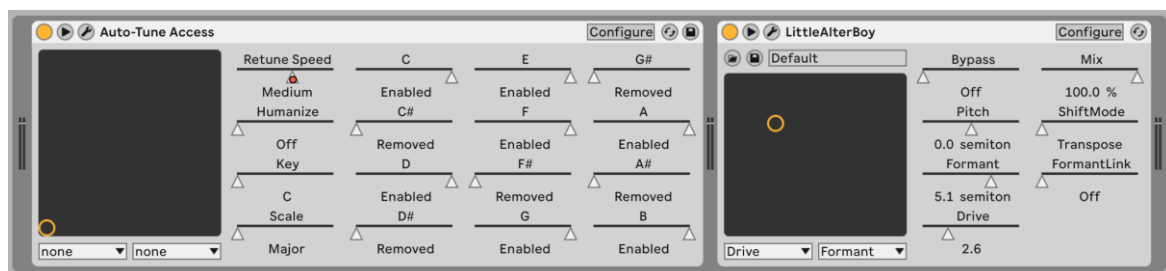 Auto-Tune Access Configure
Retune Speed C E G#
Medium Enabled Enabled Removed
Humanize C# F A
Off Removed Enabled Enabled
Key D F# A#
C Enabled Removed Removed
Scale D# G B
none none Major Removed Enabled Enabled
LittleAlterBoy Configure
Default Bypass Mix
Off 100.0 %
Pitch ShiftMode
0.0 semiton Transpose
Formant FormantLink
5.1 semiton Off
Drive
Drive Formant 2.6